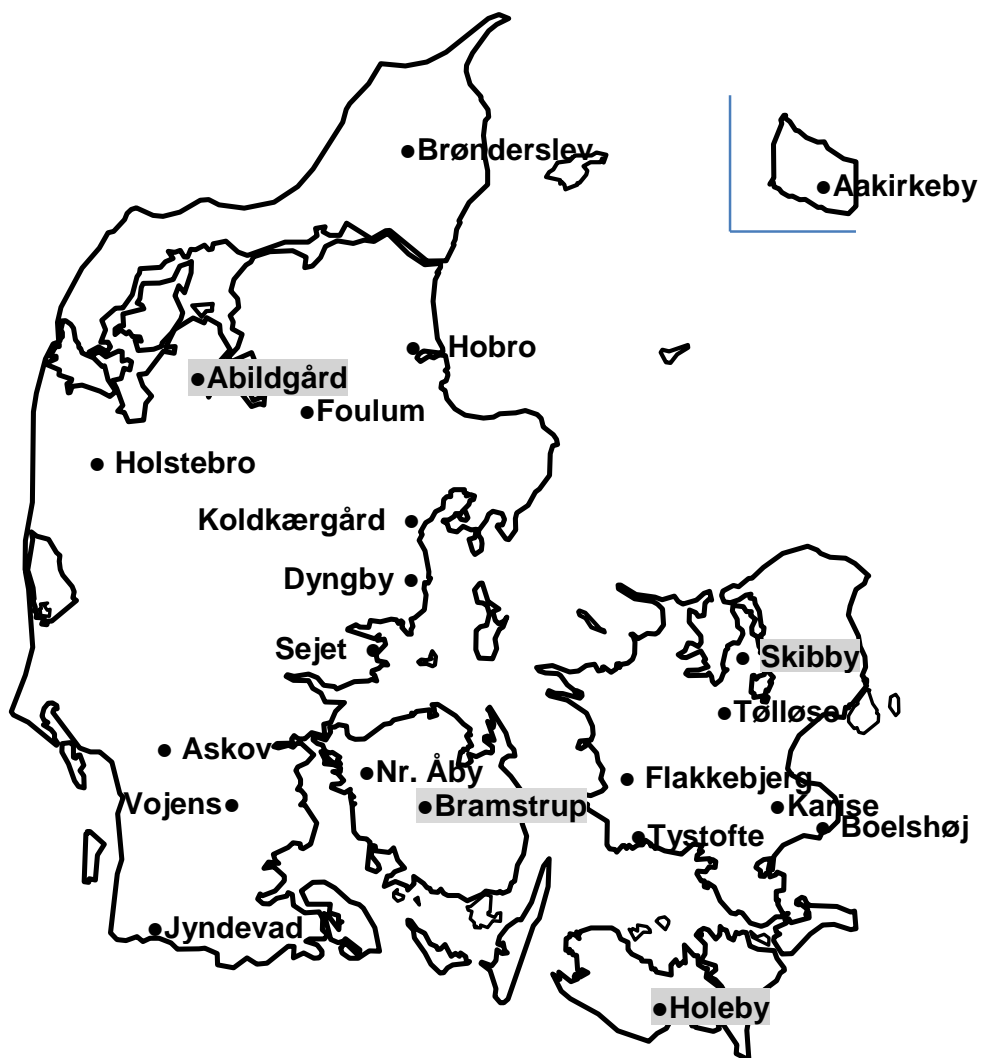 Brønderslev
Aakirkeby
Hobro
Abildgård
Foulum
Holstebro
Koldkærgård
Dyngby
Sejet
Skibby
Tølløse
Askov
Nr. Åby
Flakkebjerg
Vojens
Bramstrup
Karise
Boelshøj
Tystofte
Jyndevad
Holeby